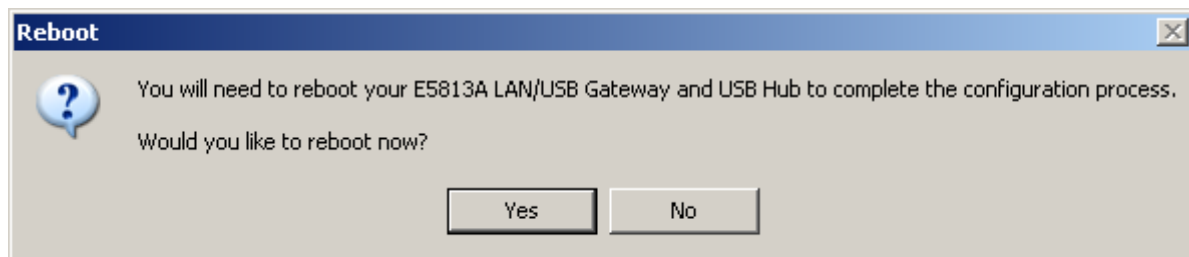 Reboot
You will need to reboot your E5813A LAN/USB Gateway and USB Hub to complete the configuration process.
Would you like to reboot now?
Yes
No